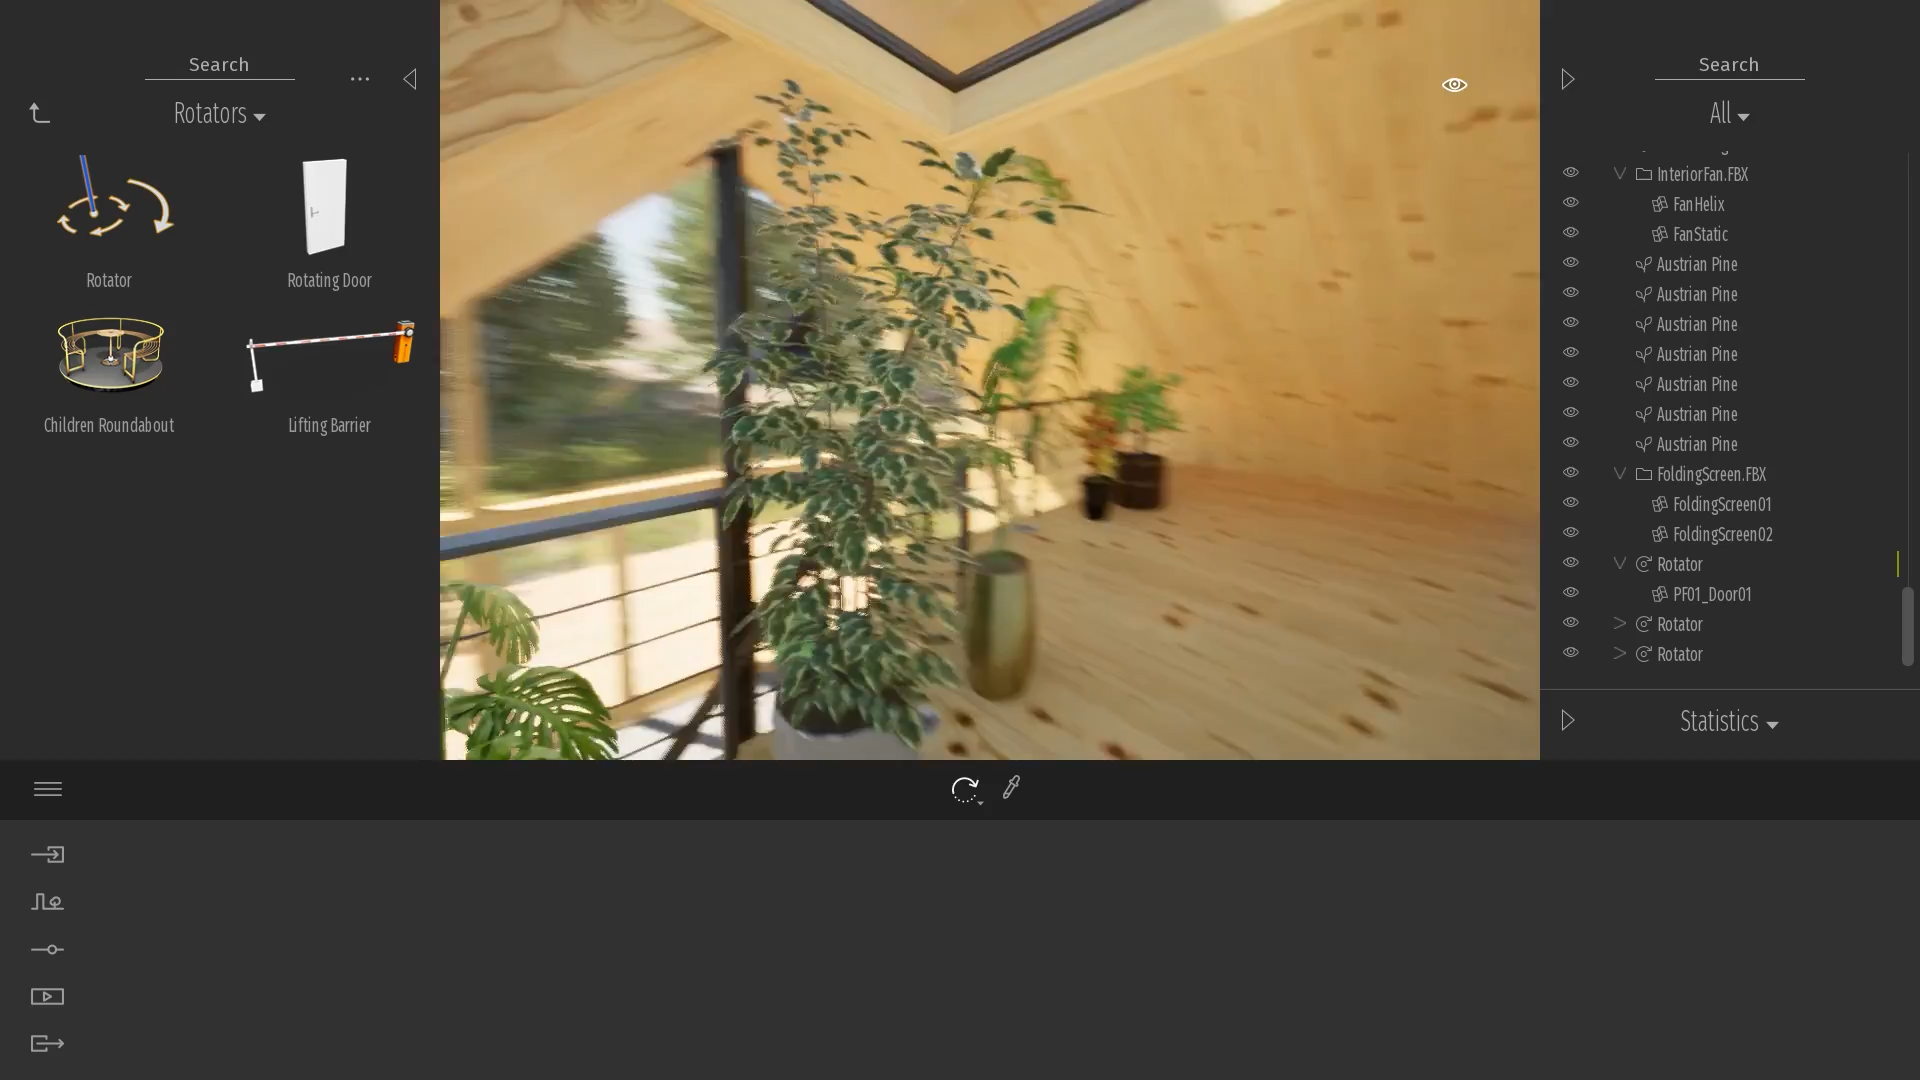 Search
Rotators
Rotator
Rotating Door
Children Roundabout
Lifting Barrier
Search
All
InteriorFan.FBX
FanHelix
FanStatic
Austrian Pine
Austrian Pine
Austrian Pine
Austrian Pine
Austrian Pine
Austrian Pine
Austrian Pine
FoldingScreen.FBX
FoldingScreen01
FoldingScreen02
Rotator
PF01_Door01
Rotator
Rotator
Statistics